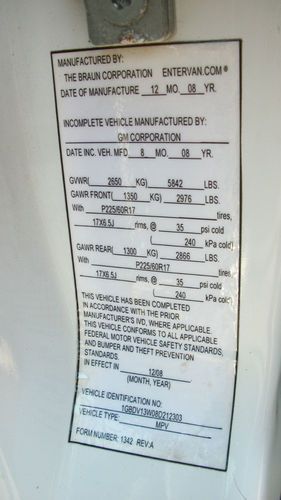 MANUFACTURED BY:
THE BRAUN CORPORATION ENTERVAN.COM®
DATE OF MANUFACTURE 12 MO. 08 YR.
INCOMPLETE VEHICLE MANUFACTURED BY:
GM CORPORATION
DATE INC. VEH. MFD 8 MO. 08 YR.
GVWR( 2650 KG) 5842 LBS.
GAWR FRONT( 1350 KG) 2976 LBS.
With P225/60R17 tires,
17X6.5J rims, @ 35 psi cold
( 240 kPa cold)
GAWR REAR( 1300 KG) 2866 LBS.
With P225/60R17 tires,
17X6.5J rims, @ 35 psi cold
( 240 kPa cold)
THIS VEHICLE HAS BEEN COMPLETED
IN ACCORDANCE WITH THE PRIOR
MANUFACTURER'S IVD, WHERE APPLICABLE.
THIS VEHICLE CONFORMS TO ALL APPLICABLE
FEDERAL MOTOR VEHICLE SAFETY STANDARDS,
AND BUMPER AND THEFT PREVENTION
STANDARDS.
IN EFFECT IN 12/08
(MONTH, YEAR)
VEHICLE IDENTIFICATION NO:
1GBDV13W08D212303
VEHICLE TYPE: MPV
FORM NUMBER: 1342 REV:A